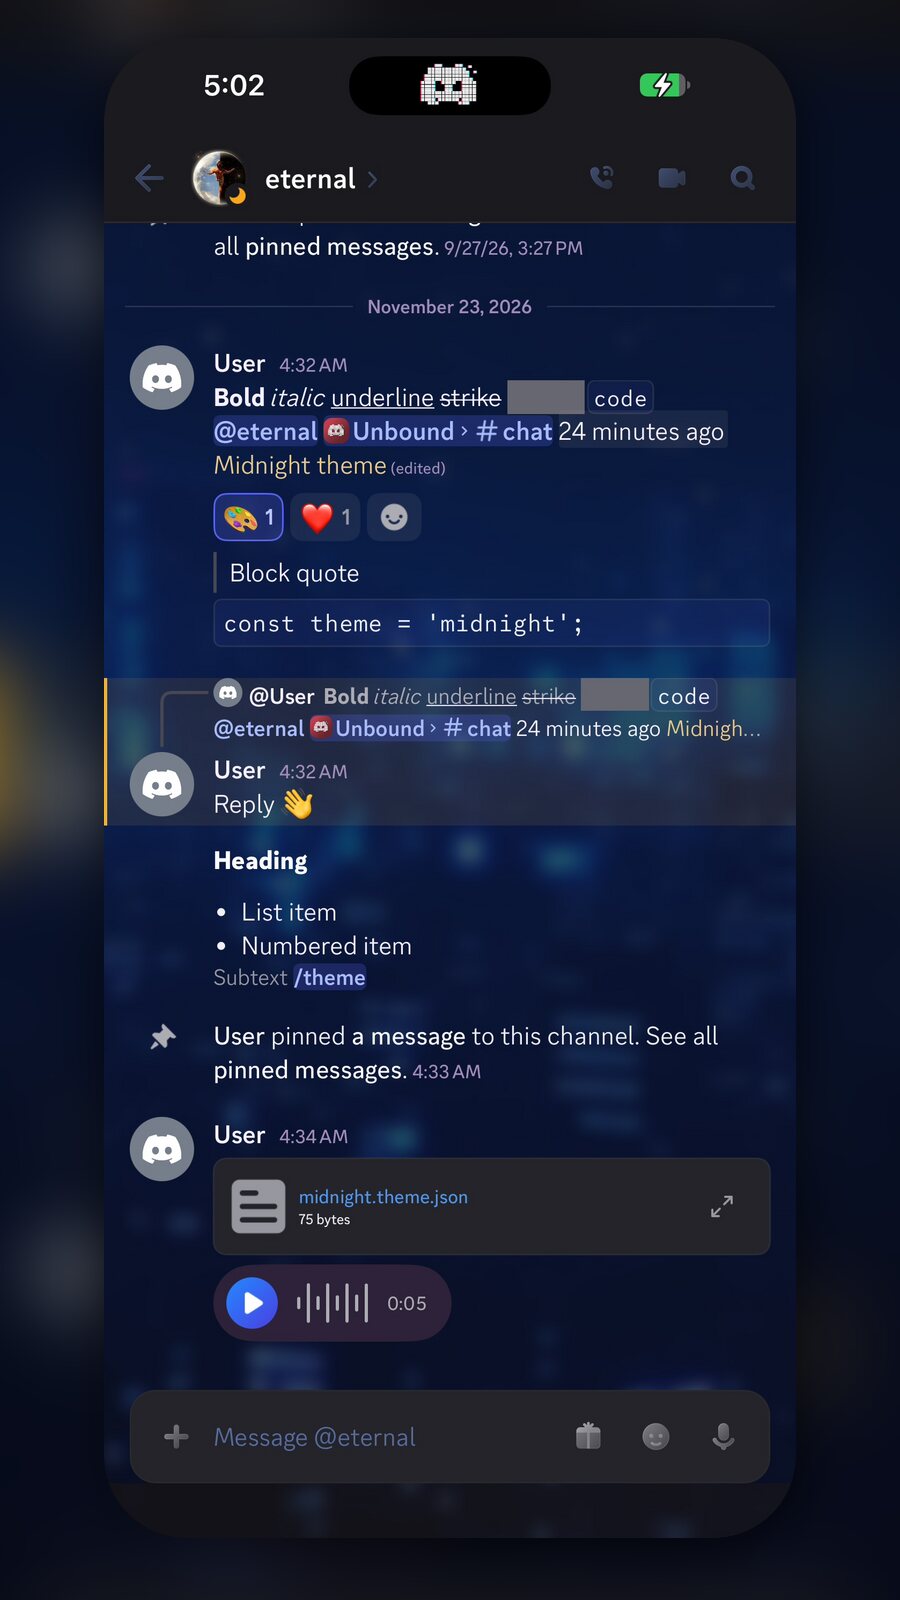 5:02
eternal
all pinned messages. 9/27/26, 3:27 PM
November 23, 2026
User 4:32 AM
Bold italic underline strike code
@eternal Unbound › # chat 24 minutes ago
Midnight theme (edited)
1 1
Block quote
const theme = 'midnight';
@User Bold italic underline strike code
@eternal Unbound › # chat 24 minutes ago Midnigh...
User 4:32 AM
Reply 👋
Heading
• List item
• Numbered item
Subtext /theme
User pinned a message to this channel. See all
pinned messages. 4:33 AM
User 4:34 AM
midnight.theme.json
75 bytes
0:05
Message @eternal